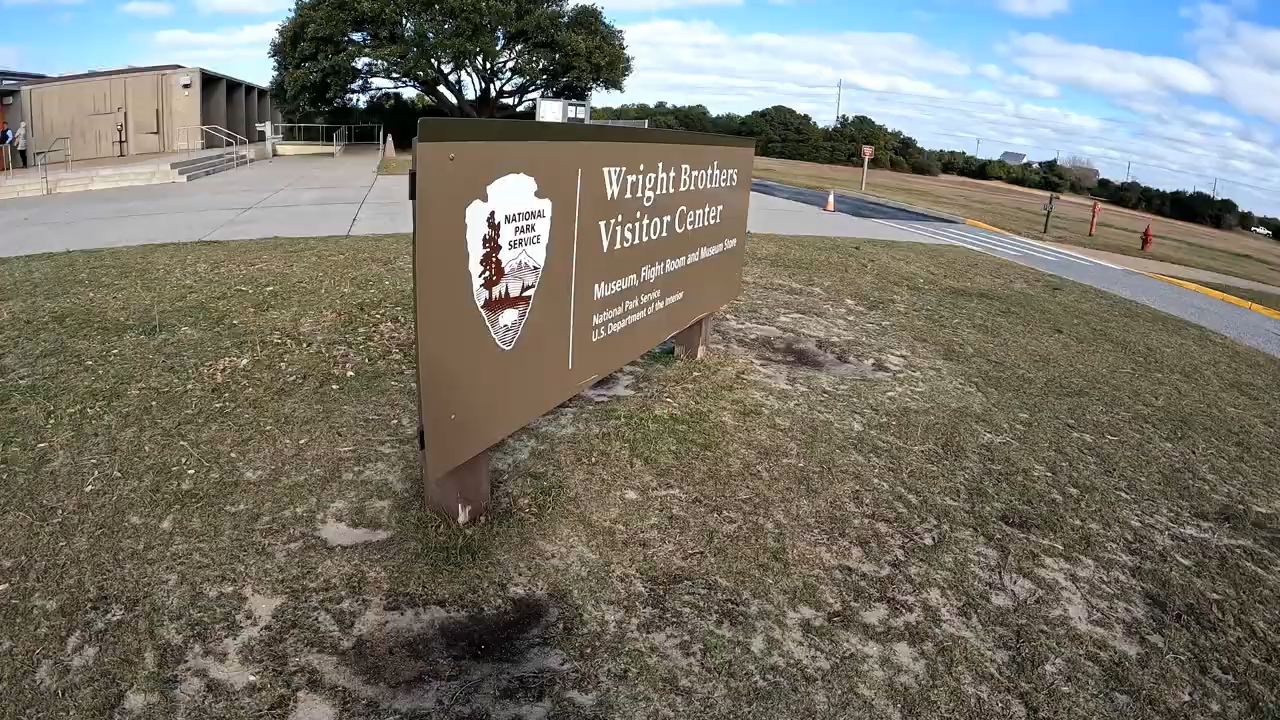 NATIONAL
PARK
SERVICE
Wright Brothers
Visitor Center
Museum, Flight Room and Museum Store
National Park Service
U.S. Department of the Interior